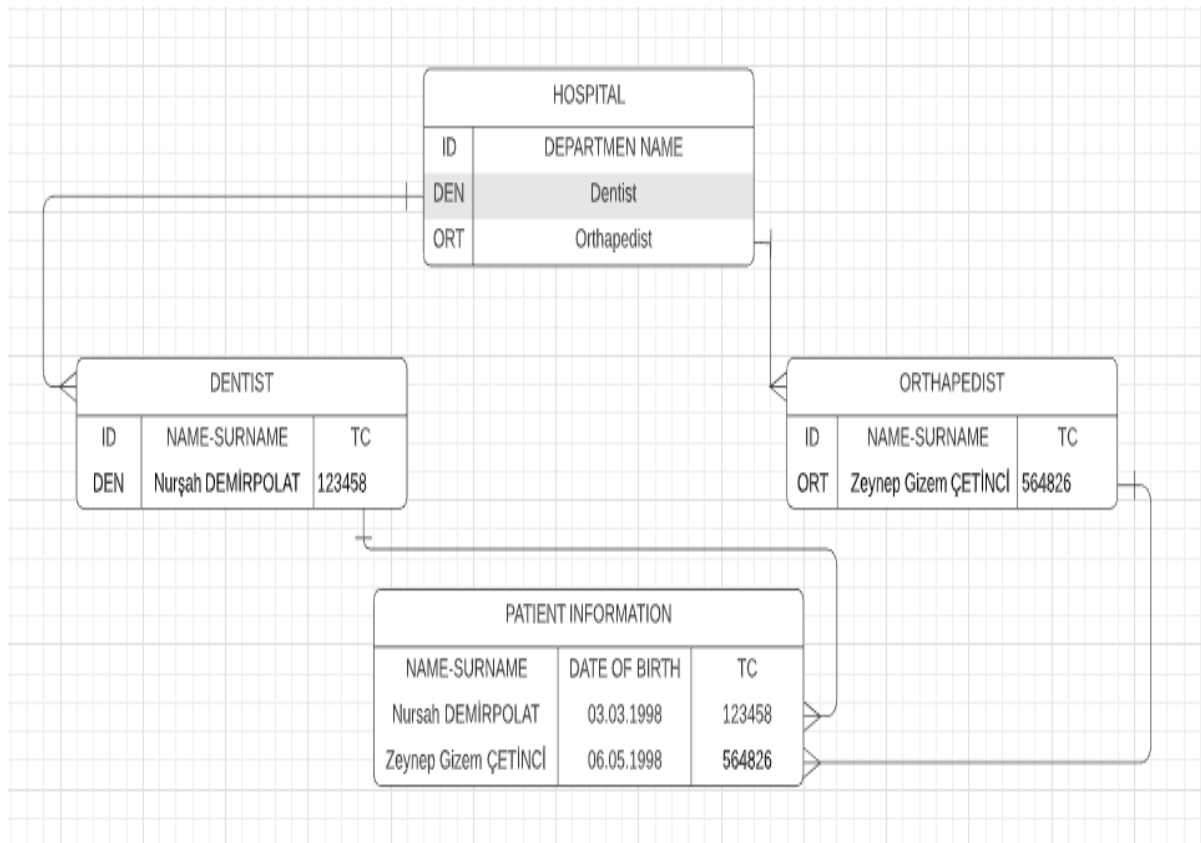 HOSPITAL
ID DEPARTMEN NAME
DEN Dentist
ORT Orthapedist
DENTIST
ID NAME-SURNAME TC
DEN Nurşah DEMİRPOLAT 123458
ORTHAPEDIST
ID NAME-SURNAME TC
ORT Zeynep Gizem ÇETİNCİ 564826
PATIENT INFORMATION
NAME-SURNAME DATE OF BIRTH TC
Nursah DEMİRPOLAT 03.03.1998 123458
Zeynep Gizem ÇETİNCİ 06.05.1998 564826